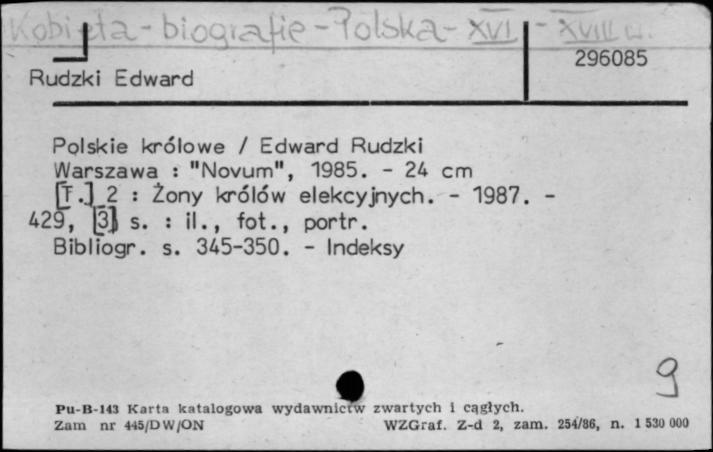 Kobieta - biografie - Polska - XVI - XVIII w.
296085
Rudzki Edward
Polskie królowe / Edward Rudzki
Warszawa : "Novum", 1985. - 24 cm
[T.] 2 : Żony królów elekcyjnych. - 1987. -
429, [3] s. : il., fot., portr.
Bibliogr. s. 345-350. - Indeksy
9
Pu-B-143 Karta katalogowa wydawnictw zwartych i ciągłych.
Zam nr 445/DW/ON WZGraf. Z-d 2, zam. 254/86, n. 1 530 000